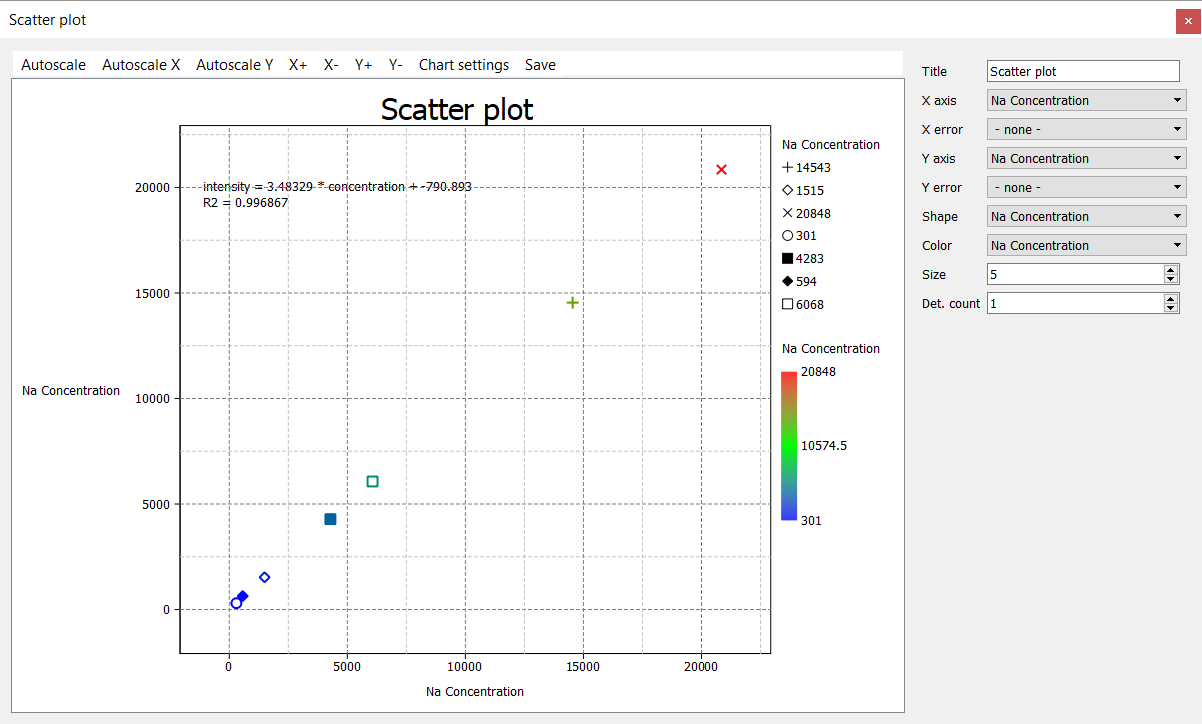 Scatter plot
Autoscale Autoscale X Autoscale Y X+ X- Y+ Y- Chart settings Save
Scatter plot
intensity = 3.48329 * concentration + -790.893
R2 = 0.996867
20000
15000
10000
5000
0
Na Concentration
0 5000 10000 15000 20000
Na Concentration
Na Concentration
14543
1515
20848
301
4283
594
6068
Na Concentration
20848
10574.5
301
Title Scatter plot
X axis Na Concentration
X error - none -
Y axis Na Concentration
Y error - none -
Shape Na Concentration
Color Na Concentration
Size 5
Det. count 1